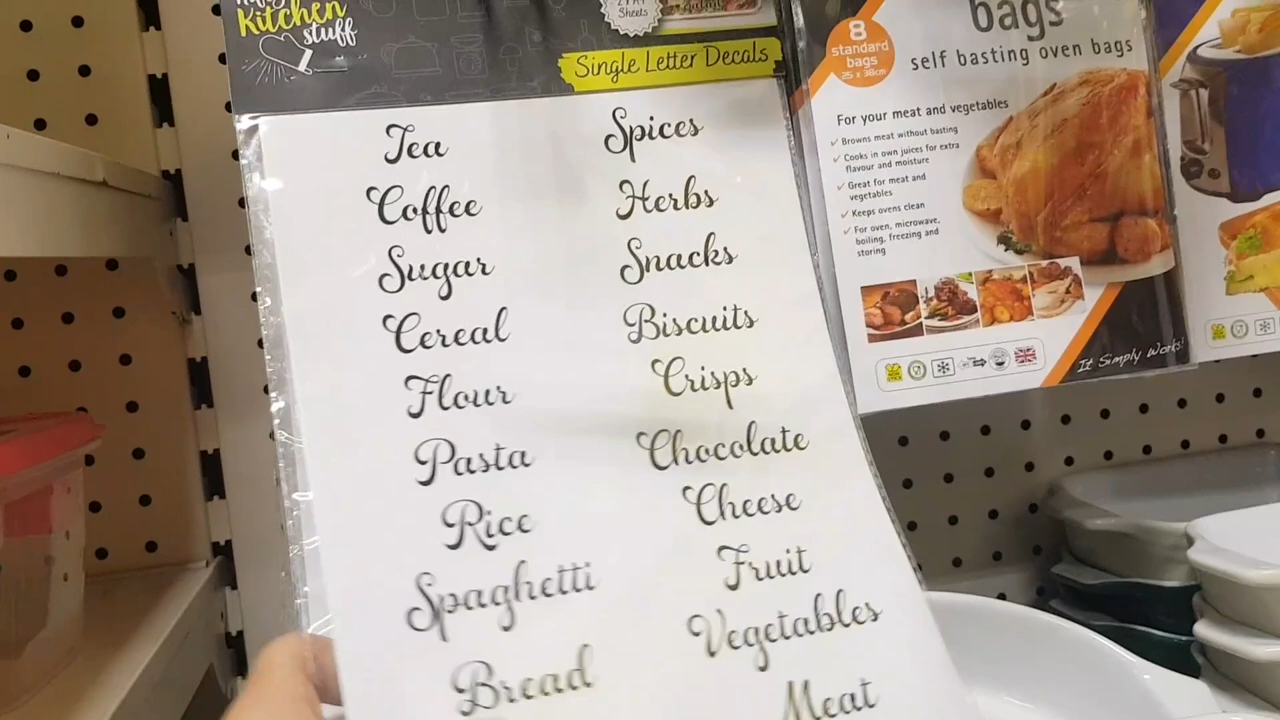 Kitchen
stuff
Sheets
Single Letter Decals
Tea
Coffee
Sugar
Cereal
Flour
Pasta
Rice
Spaghetti
Bread
Spices
Herbs
Snacks
Biscuits
Crisps
Chocolate
Cheese
Fruit
Vegetables
Meat
bags
self basting oven bags
8
standard
bags
25 x 38cm
For your meat and vegetables
✓ Browns meat without basting
✓ Cooks in own juices for extra
flavour and moisture
✓ Great for meat and
vegetables
✓ Keeps ovens clean
✓ For oven, microwave,
boiling, freezing and
storing
It Simply Works!